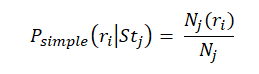 P_simple(r_i|St_j) = N_j(r_i) / N_j